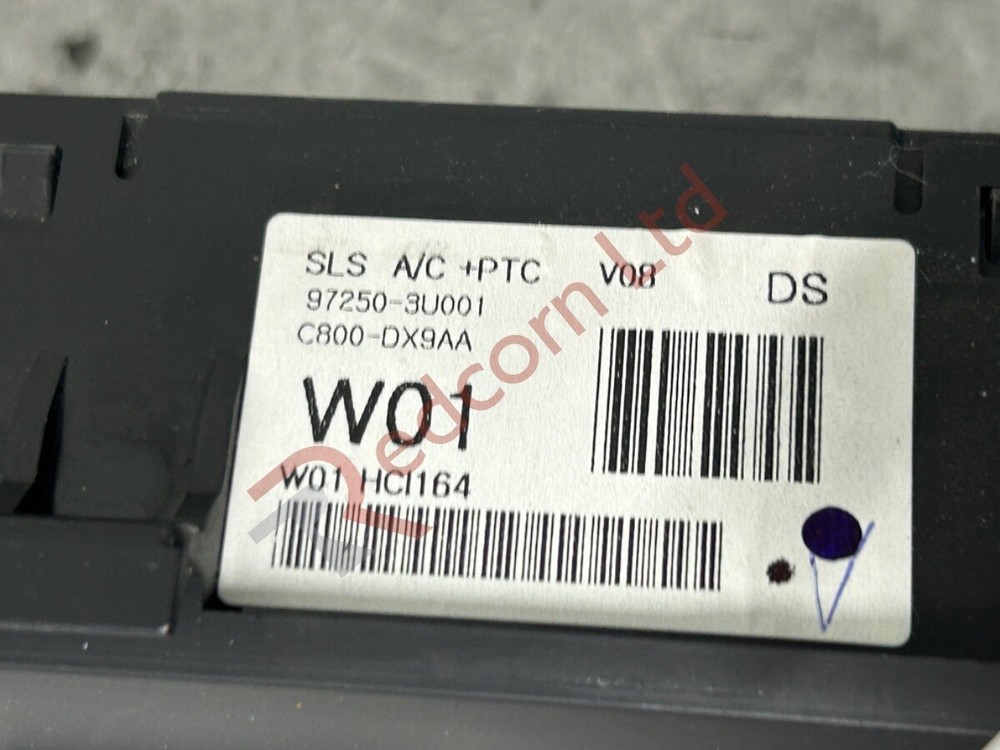 SLS A/C +PTC V08 DS
97250-3U001
C800-DX9AA
W01
W01 HCI164
Redcorn Ltd